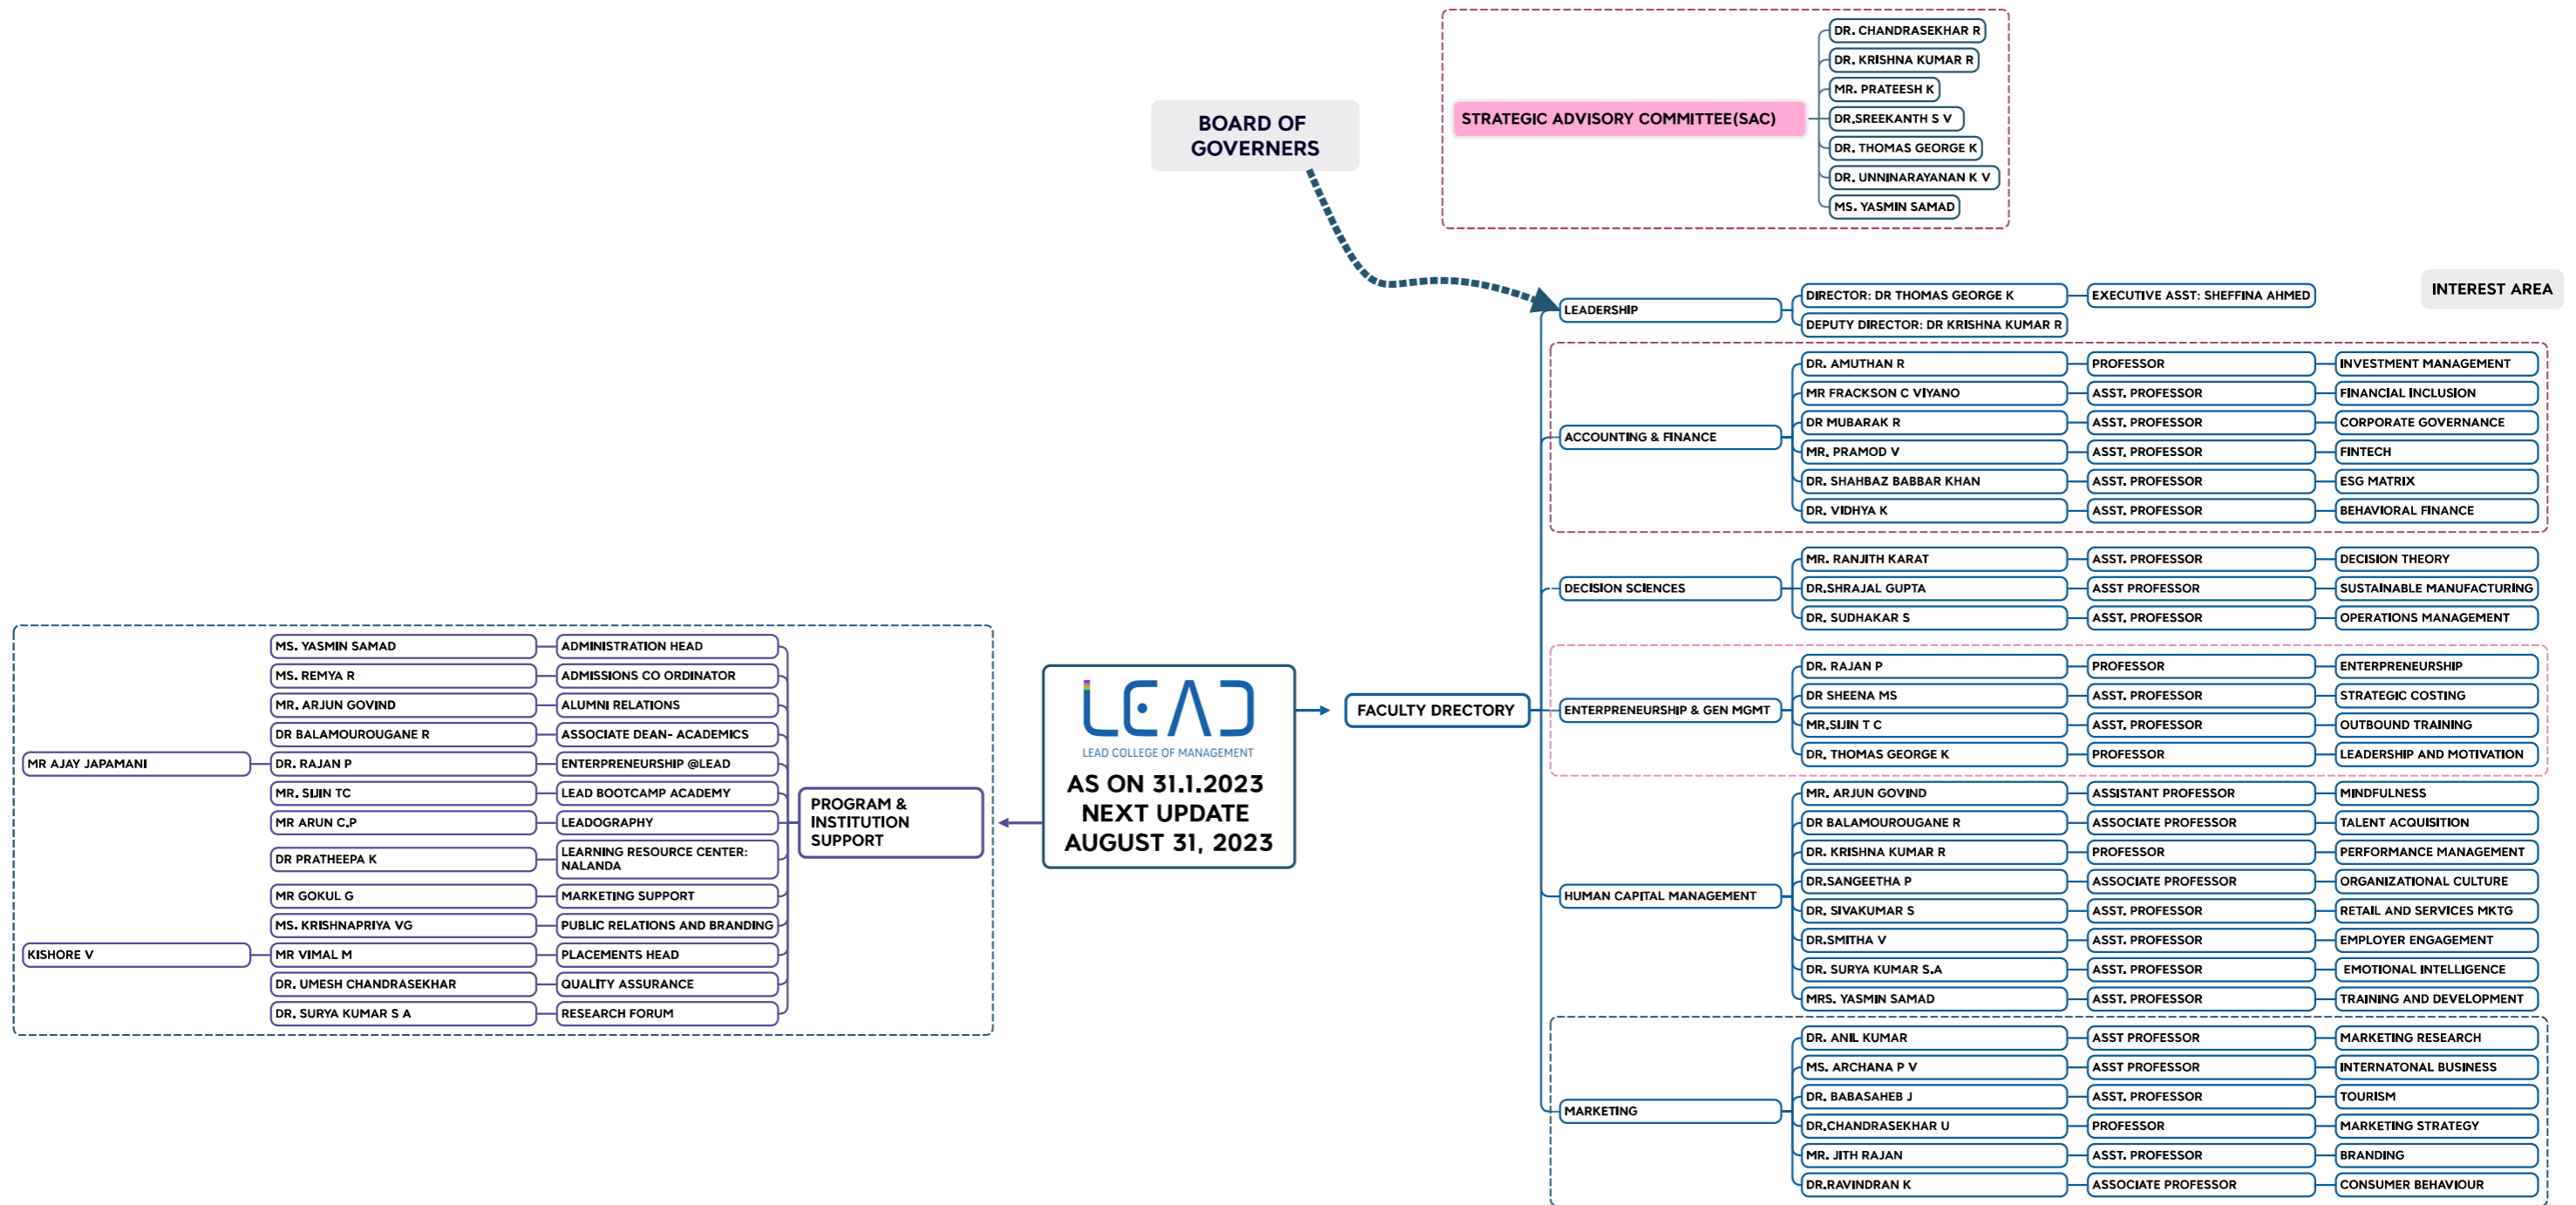 DR. CHANDRASEKHAR R
DR. KRISHNA KUMAR R
MR. PRATEESH K
BOARD OF
GOVERNERS
STRATEGIC ADVISORY COMMITTEE(SAC)
DR.SREEKANTH S V
DR. THOMAS GEORGE K
DR. UNNINARAYANAN K V
MS. YASMIN SAMAD
INTEREST AREA
LEADERSHIP
DIRECTOR: DR THOMAS GEORGE K
EXECUTIVE ASST: SHEFFINA AHMED
DEPUTY DIRECTOR: DR KRISHNA KUMAR R
ACCOUNTING & FINANCE
DR. AMUTHAN R
PROFESSOR
INVESTMENT MANAGEMENT
MR FRACKSON C VIYANO
ASST. PROFESSOR
FINANCIAL INCLUSION
DR MUBARAK R
ASST. PROFESSOR
CORPORATE GOVERNANCE
MR. PRAMOD V
ASST. PROFESSOR
FINTECH
DR. SHAHBAZ BABBAR KHAN
ASST. PROFESSOR
ESG MATRIX
DR. VIDHYA K
ASST. PROFESSOR
BEHAVIORAL FINANCE
DECISION SCIENCES
MR. RANJITH KARAT
ASST. PROFESSOR
DECISION THEORY
DR.SHRAJAL GUPTA
ASST PROFESSOR
SUSTAINABLE MANUFACTURING
DR. SUDHAKAR S
ASST. PROFESSOR
OPERATIONS MANAGEMENT
ENTERPRENEURSHIP & GEN MGMT
DR. RAJAN P
PROFESSOR
ENTERPRENEURSHIP
DR SHEENA MS
ASST. PROFESSOR
STRATEGIC COSTING
MR.SIJIN T C
ASST. PROFESSOR
OUTBOUND TRAINING
DR. THOMAS GEORGE K
PROFESSOR
LEADERSHIP AND MOTIVATION
HUMAN CAPITAL MANAGEMENT
MR. ARJUN GOVIND
ASSISTANT PROFESSOR
MINDFULNESS
DR BALAMOUROUGANE R
ASSOCIATE PROFESSOR
TALENT ACQUISITION
DR. KRISHNA KUMAR R
PROFESSOR
PERFORMANCE MANAGEMENT
DR.SANGEETHA P
ASSOCIATE PROFESSOR
ORGANIZATIONAL CULTURE
DR. SIVAKUMAR S
ASST. PROFESSOR
RETAIL AND SERVICES MKTG
DR.SMITHA V
ASST. PROFESSOR
EMPLOYER ENGAGEMENT
DR. SURYA KUMAR S.A
ASST. PROFESSOR
EMOTIONAL INTELLIGENCE
MRS. YASMIN SAMAD
ASST. PROFESSOR
TRAINING AND DEVELOPMENT
MARKETING
DR. ANIL KUMAR
ASST PROFESSOR
MARKETING RESEARCH
MS. ARCHANA P V
ASST PROFESSOR
INTERNATONAL BUSINESS
DR. BABASAHEB J
ASST. PROFESSOR
TOURISM
DR.CHANDRASEKHAR U
PROFESSOR
MARKETING STRATEGY
MR. JITH RAJAN
ASST. PROFESSOR
BRANDING
DR.RAVINDRAN K
ASSOCIATE PROFESSOR
CONSUMER BEHAVIOUR
FACULTY DRECTORY
LEAD
LEAD COLLEGE OF MANAGEMENT
AS ON 31.1.2023
NEXT UPDATE
AUGUST 31, 2023
PROGRAM &
INSTITUTION
SUPPORT
MS. YASMIN SAMAD
ADMINISTRATION HEAD
MS. REMYA R
ADMISSIONS CO ORDINATOR
MR. ARJUN GOVIND
ALUMNI RELATIONS
DR BALAMOUROUGANE R
ASSOCIATE DEAN- ACADEMICS
MR AJAY JAPAMANI
DR. RAJAN P
ENTERPRENEURSHIP @LEAD
MR. SIJIN TC
LEAD BOOTCAMP ACADEMY
MR ARUN C.P
LEADOGRAPHY
DR PRATHEEPA K
LEARNING RESOURCE CENTER:
NALANDA
MR GOKUL G
MARKETING SUPPORT
MS. KRISHNAPRIYA VG
PUBLIC RELATIONS AND BRANDING
KISHORE V
MR VIMAL M
PLACEMENTS HEAD
DR. UMESH CHANDRASEKHAR
QUALITY ASSURANCE
DR. SURYA KUMAR S A
RESEARCH FORUM